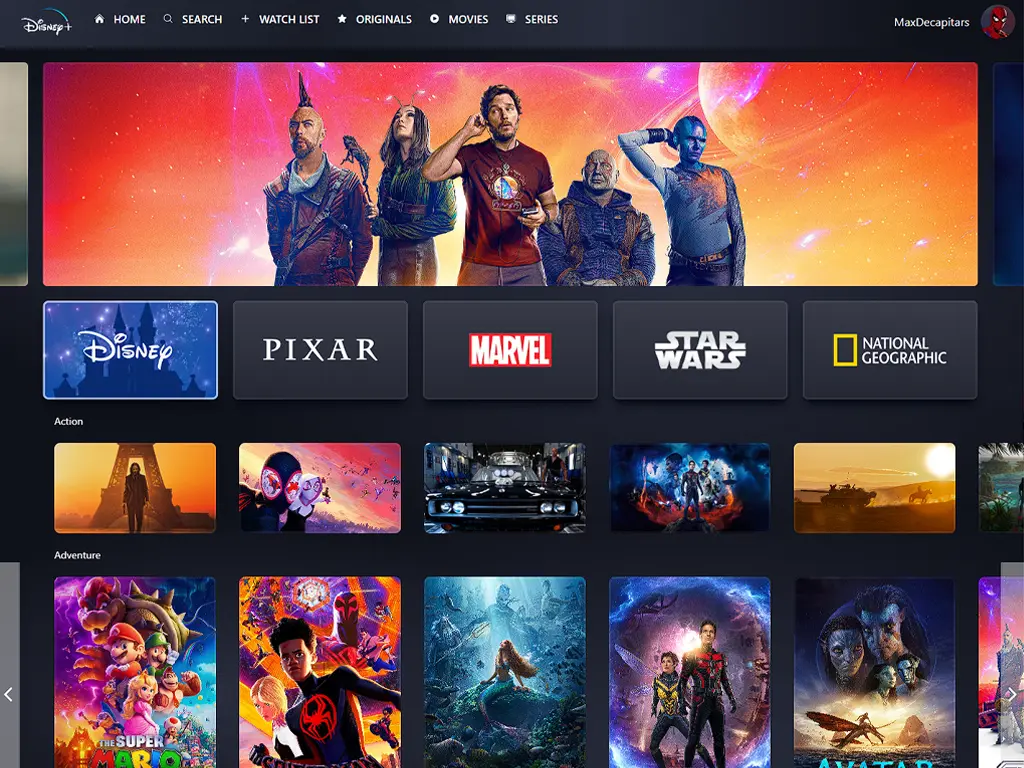 Disney+
HOME
SEARCH
WATCH LIST
ORIGINALS
MOVIES
SERIES
MaxDecapitars
Disney
PIXAR
MARVEL
STAR
WARS
NATIONAL
GEOGRAPHIC
Action
Adventure
THE SUPER
MARIO
AVATAR